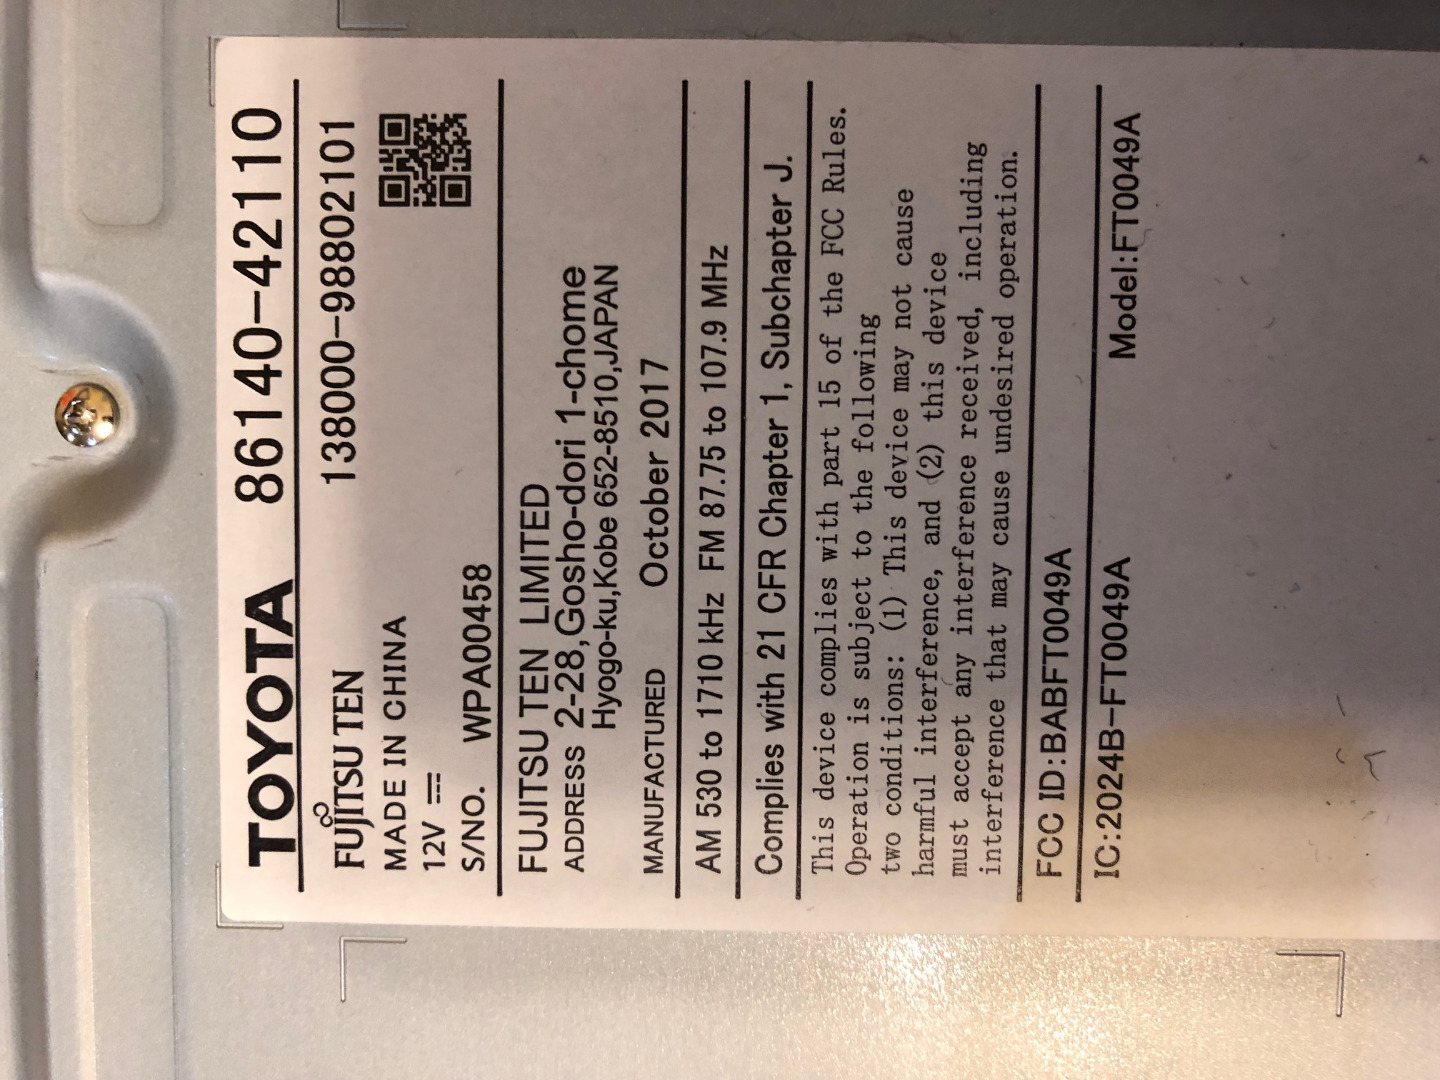 TOYOTA 86140-42110
FUJITSU TEN 138000-98802101
MADE IN CHINA
12V
S/NO. WPA00458
FUJITSU TEN LIMITED
ADDRESS 2-28,Gosho-dori 1-chome
Hyogo-ku,Kobe 652-8510,JAPAN
MANUFACTURED October 2017
AM 530 to 1710 kHz FM 87.75 to 107.9 MHz
Complies with 21 CFR Chapter 1, Subchapter J.
This device complies with part 15 of the FCC Rules.
Operation is subject to the following
two conditions: (1) This device may not cause
harmful interference, and (2) this device
must accept any interference received, including
interference that may cause undesired operation.
FCC ID:BABFT0049A
IC:2024B-FT0049A Model:FT0049A